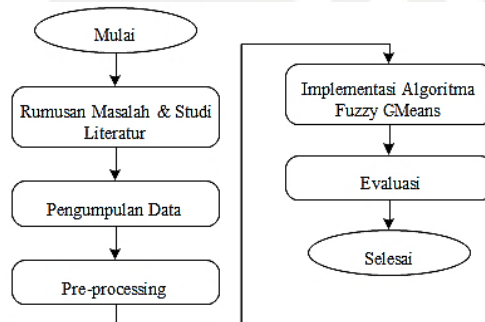 Mulai
Rumusan Masalah & Studi
Literatur
Pengumpulan Data
Pre-processing
Implementasi Algoritma
Fuzzy GMeans
Evaluasi
Selesai